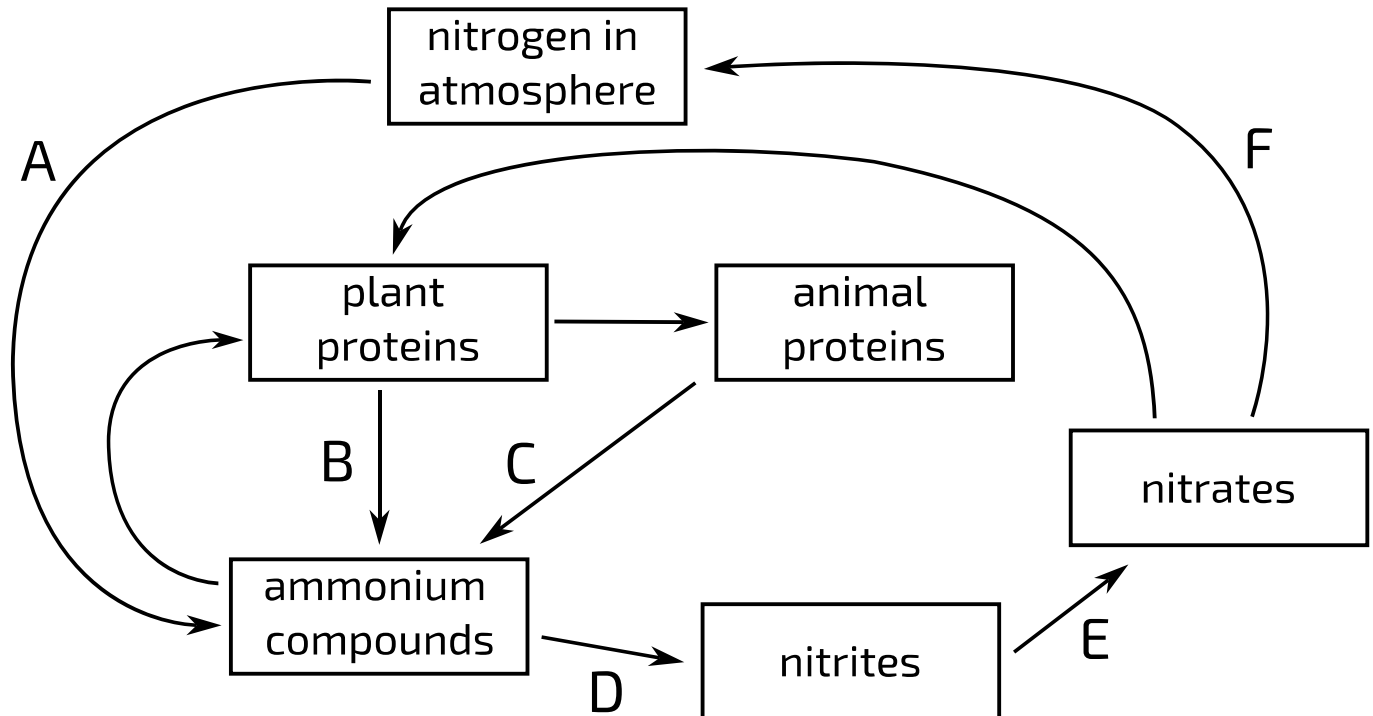 nitrogen in
atmosphere
A
F
plant
proteins
animal
proteins
B
C
nitrates
ammonium
compounds
nitrites
E
D